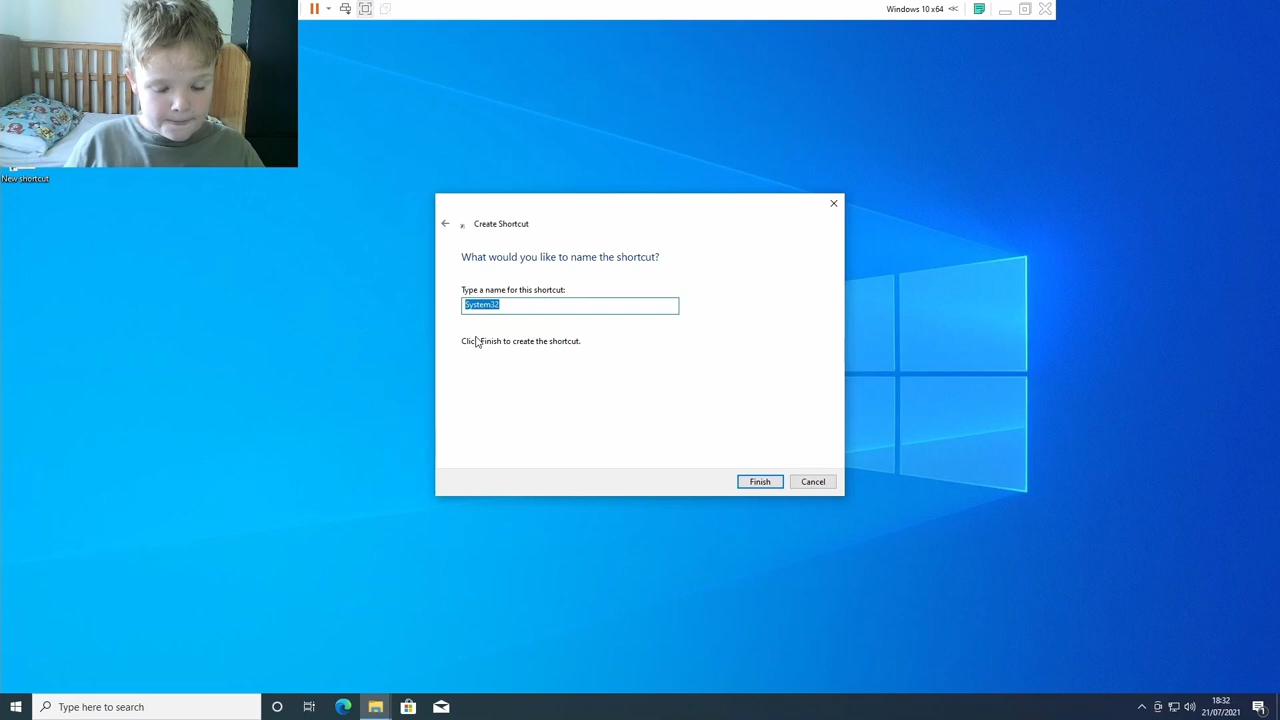 Windows 10 x64
New shortcut
Create Shortcut
What would you like to name the shortcut?
Type a name for this shortcut:
System32
Click Finish to create the shortcut.
Finish
Cancel
Type here to search
18:32
21/07/2021
1